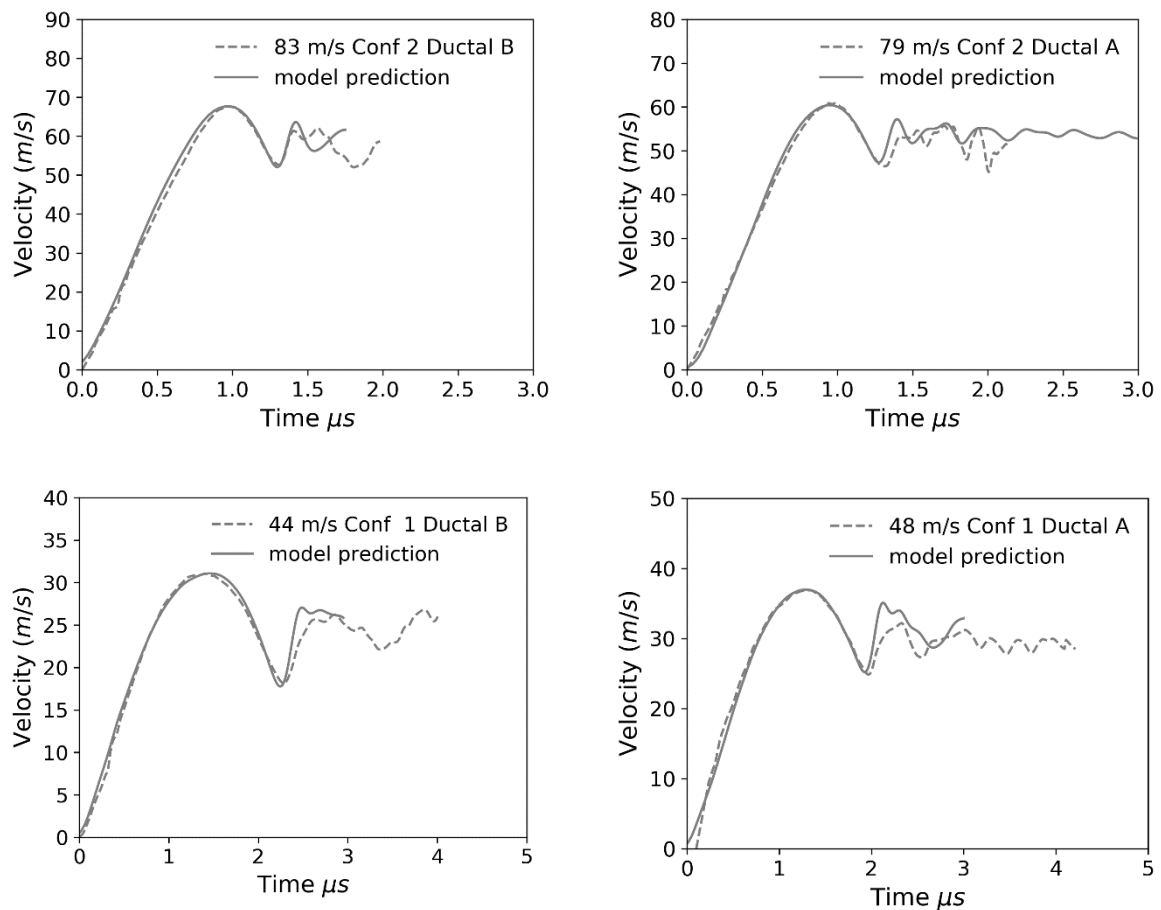 90
80
70
60
50
40
30
20
10
0
0.0 0.5 1.0 1.5 2.0 2.5 3.0
Velocity (m/s)
Time μs
83 m/s Conf 2 Ductal B
model prediction
80
70
60
50
40
30
20
10
0
0.0 0.5 1.0 1.5 2.0 2.5 3.0
Velocity (m/s)
Time μs
79 m/s Conf 2 Ductal A
model prediction
40
35
30
25
20
15
10
5
0
0 1 2 3 4 5
Velocity (m/s)
Time μs
44 m/s Conf 1 Ductal B
model prediction
50
40
30
20
10
0
0 1 2 3 4 5
Velocity (m/s)
Time μs
48 m/s Conf 1 Ductal A
model prediction